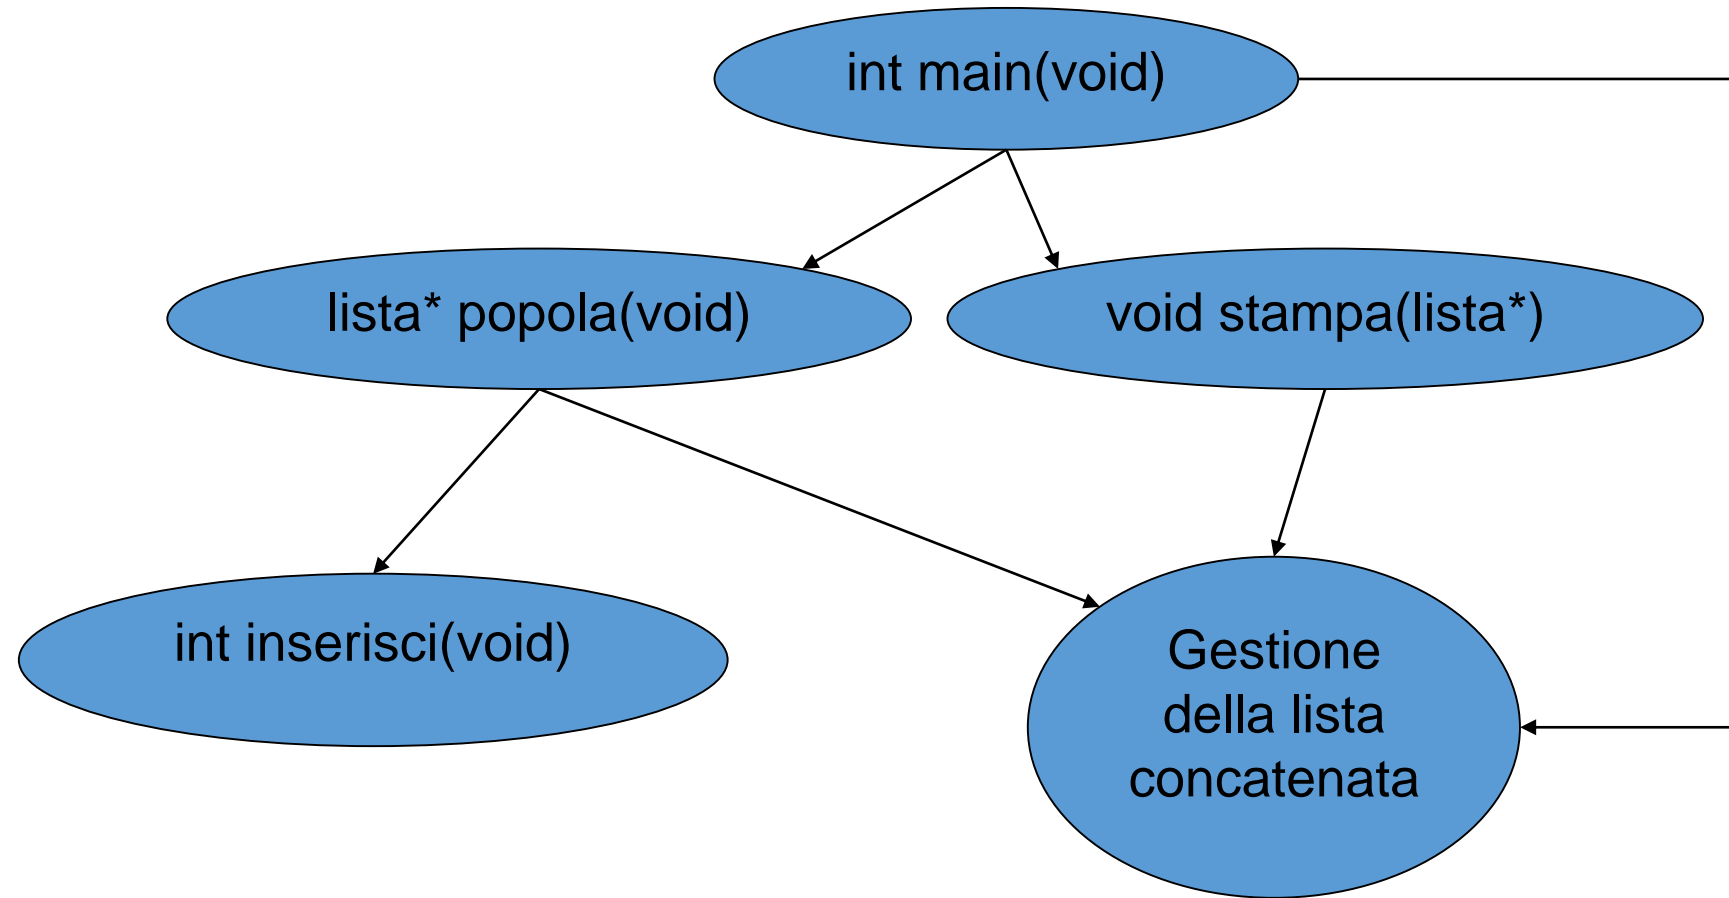 int main(void)
lista* popola(void)
void stampa(lista*)
int inserisci(void)
Gestione
della lista
concatenata